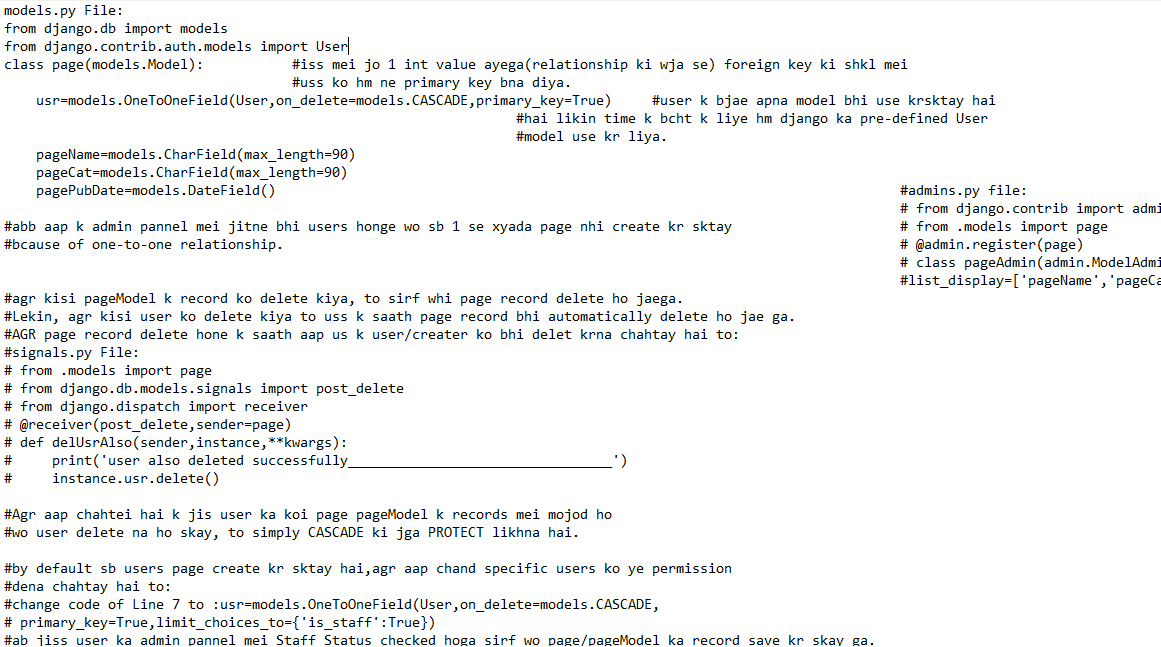 models.py File:
from django.db import models
from django.contrib.auth.models import User
class page(models.Model):           #iss mei jo 1 int value ayega(relationship ki wja se) foreign key ki shkl mei
                                    #uss ko hm ne primary key bna diya.
    usr=models.OneToOneField(User,on_delete=models.CASCADE,primary_key=True)     #user k bjae apna model bhi use krsktay hai
                                                                #hai likin time k bcht k liye hm django ka pre-defined User
                                                                #model use kr liya.
    pageName=models.CharField(max_length=90)
    pageCat=models.CharField(max_length=90)
    pagePubDate=models.DateField()
#abb aap k admin pannel mei jitne bhi users honge wo sb 1 se xyada page nhi create kr sktay
#bcause of one-to-one relationship.
#agr kisi pageModel k record ko delete kiya, to sirf whi page record delete ho jaega.
#Lekin, agr kisi user ko delete kiya to uss k saath page record bhi automatically delete ho jae ga.
#AGR page record delete hone k saath aap us k user/creater ko bhi delet krna chahtay hai to:
#signals.py File:
# from .models import page
# from django.db.models.signals import post_delete
# from django.dispatch import receiver
# @receiver(post_delete,sender=page)
# def delUsrAlso(sender,instance,**kwargs):
#     print('user also deleted successfully_________________________________')
#     instance.usr.delete()
#Agr aap chahtei hai k jis user ka koi page pageModel k records mei mojod ho
#wo user delete na ho skay, to simply CASCADE ki jga PROTECT likhna hai.
#by default sb users page create kr sktay hai,agr aap chand specific users ko ye permission
#dena chahtay hai to:
#change code of Line 7 to :usr=models.OneToOneField(User,on_delete=models.CASCADE,
# primary_key=True,limit_choices_to={'is_staff':True})
#ab jiss user ka admin pannel mei Staff Status checked hoga sirf wo page/pageModel ka record save kr skay ga.
#admins.py file:
# from django.contrib import admi
# from .models import page
# @admin.register(page)
# class pageAdmin(admin.ModelAdmi
#list_display=['pageName','pageCa